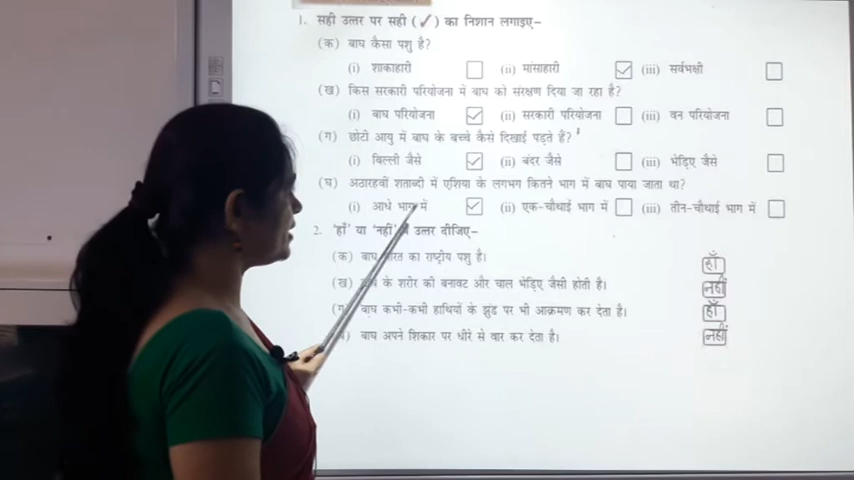 1. सही उत्तर पर सही (✓) का निशान लगाइए–
(क) बाघ कैसा पशु है?
(i) शाकाहारी (ii) मांसाहारी ✓ (iii) सर्वभक्षी
(ख) किस सरकारी परियोजना में बाघ को संरक्षण दिया जा रहा है?
(i) बाघ परियोजना ✓ (ii) सरकारी परियोजना (iii) वन परियोजना
(ग) छोटी आयु में बाघ के बच्चे कैसे दिखाई पड़ते हैं?
(i) बिल्ली जैसे ✓ (ii) बंदर जैसे (iii) भेड़िए जैसे
(घ) अठारहवीं शताब्दी में एशिया के लगभग कितने भाग में बाघ पाया जाता था?
(i) आधे भाग में ✓ (ii) एक-चौथाई भाग में (iii) तीन-चौथाई भाग में
2. 'हाँ' या 'नहीं' उत्तर दीजिए–
(क) बाघ का राष्ट्रीय पशु है। हाँ
(ख) के शरीर की बनावट और चाल भेड़िए जैसी होती है। नहीं
(ग) बाघ कभी-कभी हाथियों के झुंड पर भी आक्रमण कर देता है। हाँ
बाघ अपने शिकार पर धीरे से वार कर देता है। नहीं